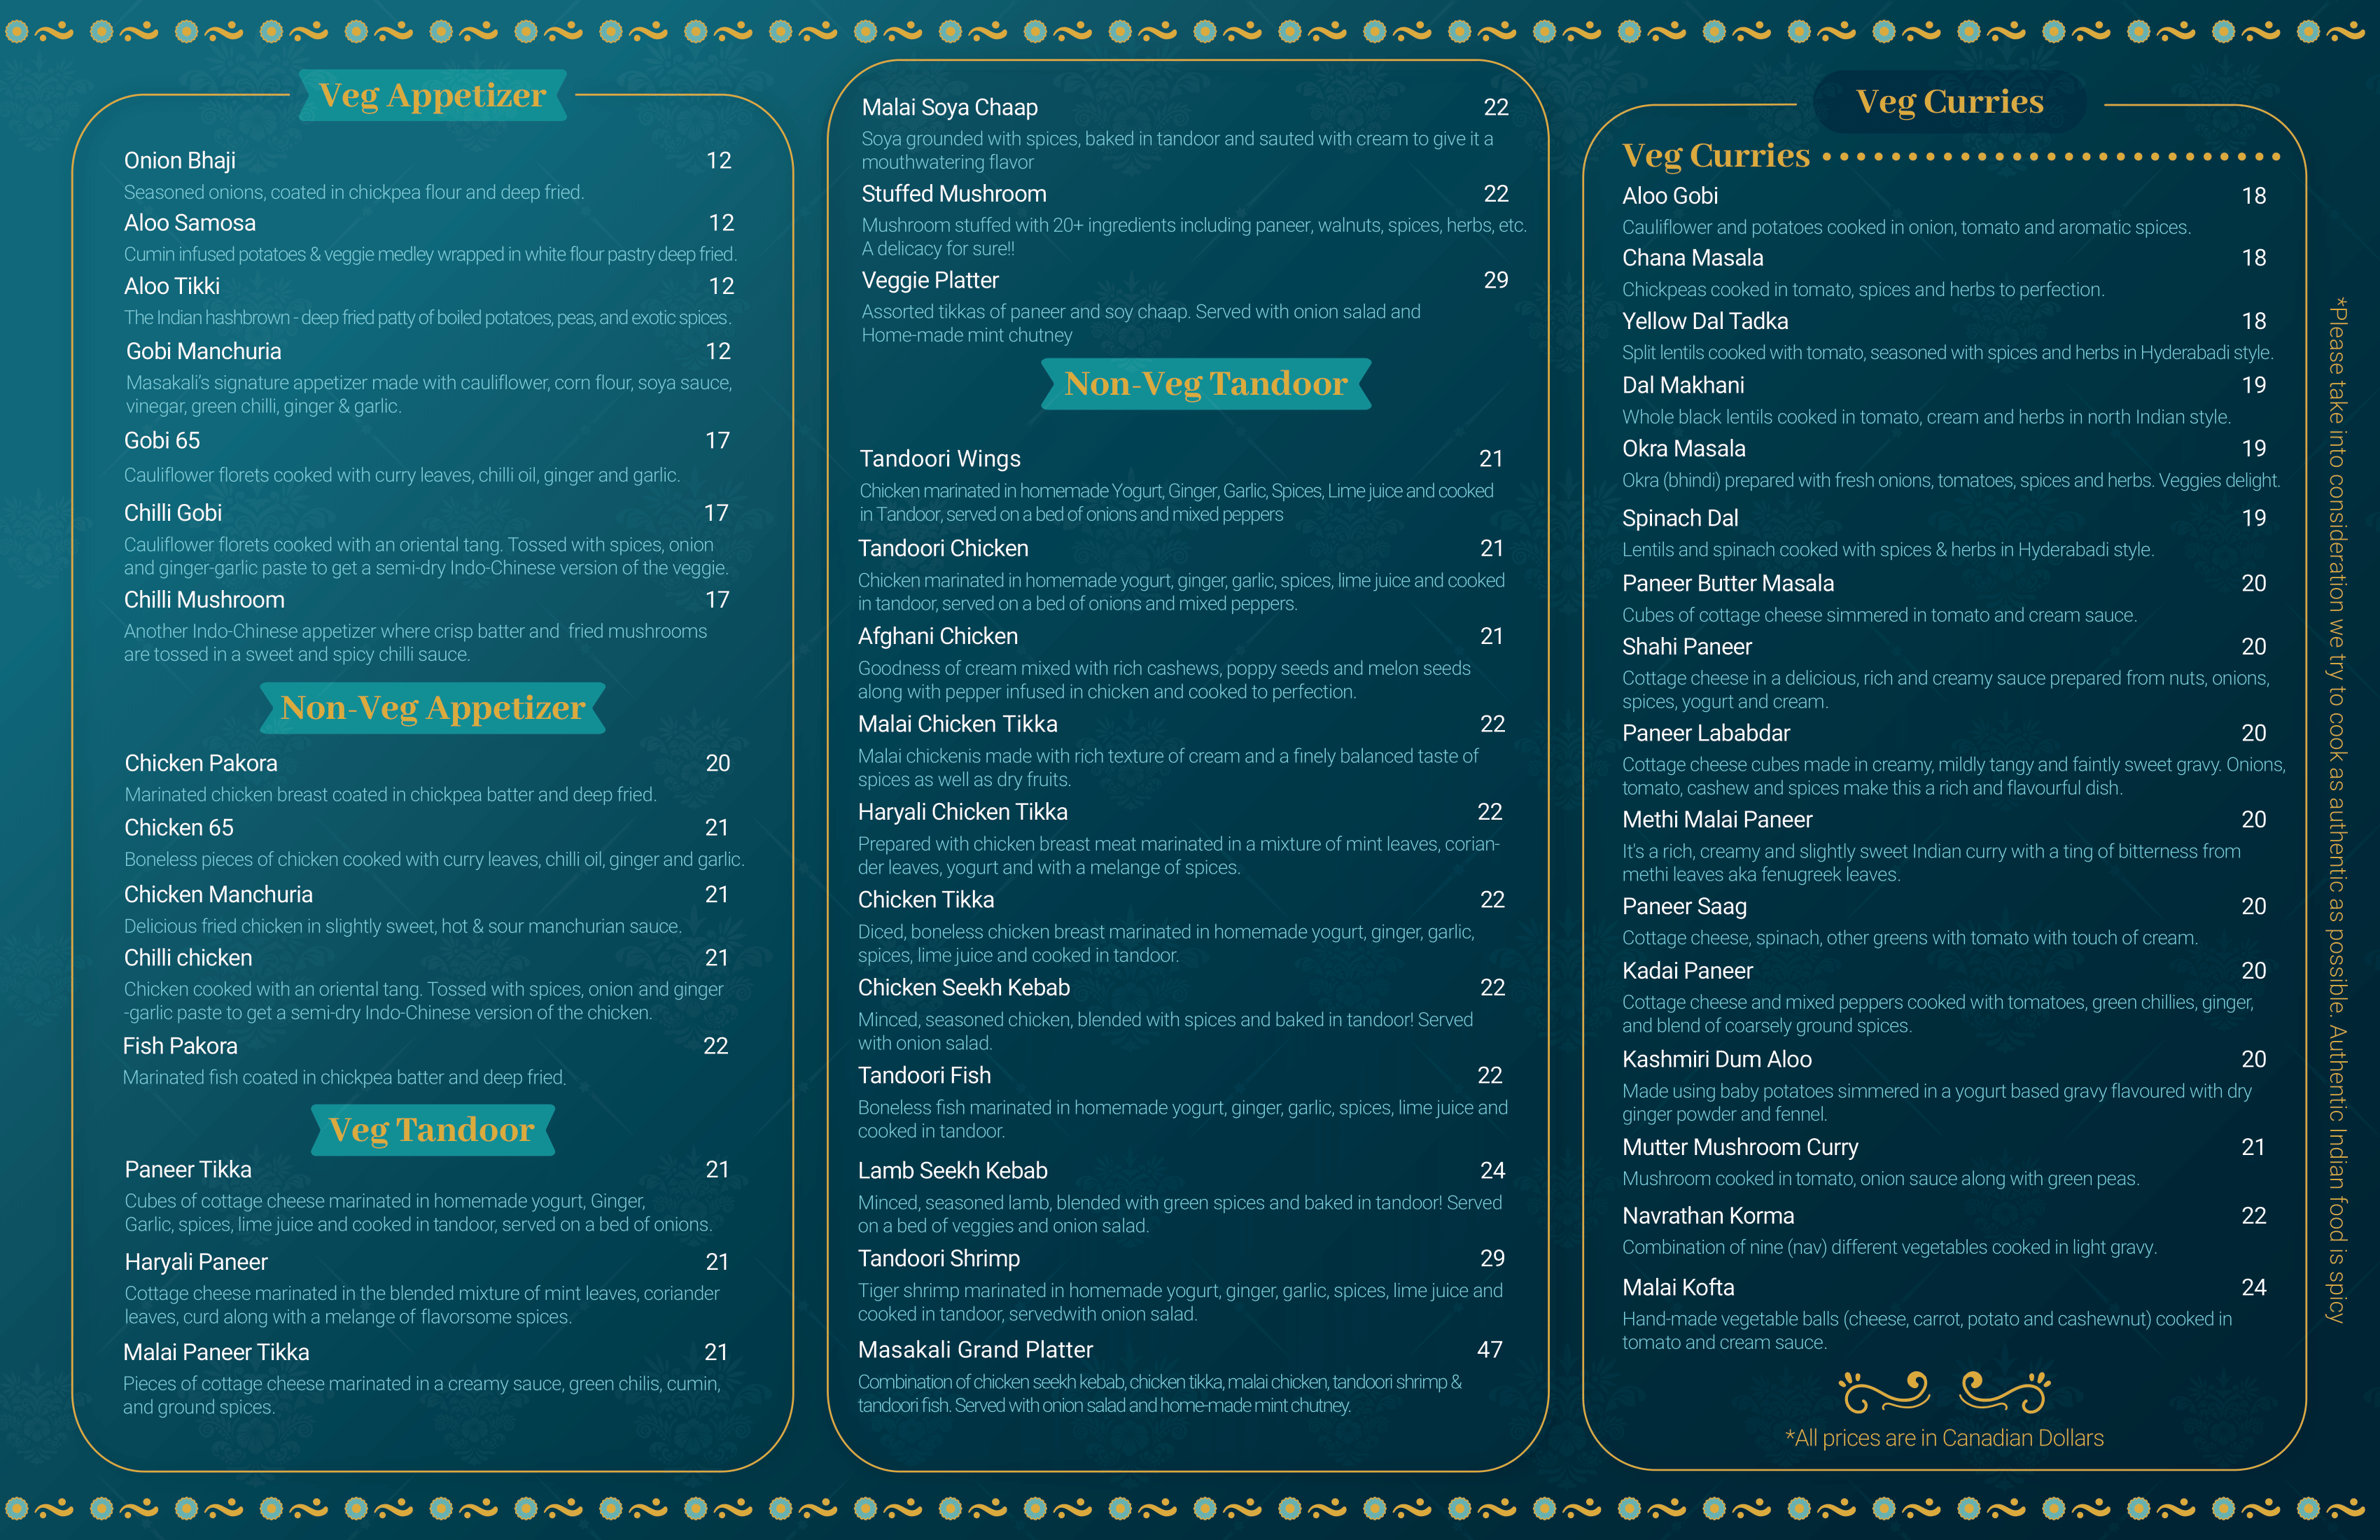 Veg Appetizer
Onion Bhaji 12
Seasoned onions, coated in chickpea flour and deep fried.
Aloo Samosa 12
Cumin infused potatoes & veggie medley wrapped in white flour pastry deep fried.
Aloo Tikki 12
The Indian hashbrown - deep fried patty of boiled potatoes, peas, and exotic spices.
Gobi Manchuria 12
Masakali's signature appetizer made with cauliflower, corn flour, soya sauce,
vinegar, green chilli, ginger & garlic.
Gobi 65 17
Cauliflower florets cooked with curry leaves, chilli oil, ginger and garlic.
Chilli Gobi 17
Cauliflower florets cooked with an oriental tang. Tossed with spices, onion
and ginger-garlic paste to get a semi-dry Indo-Chinese version of the veggie.
Chilli Mushroom 17
Another Indo-Chinese appetizer where crisp batter and fried mushrooms
are tossed in a sweet and spicy chilli sauce.
Non-Veg Appetizer
Chicken Pakora 20
Marinated chicken breast coated in chickpea batter and deep fried.
Chicken 65 21
Boneless pieces of chicken cooked with curry leaves, chilli oil, ginger and garlic.
Chicken Manchuria 21
Delicious fried chicken in slightly sweet, hot & sour manchurian sauce.
Chilli chicken 21
Chicken cooked with an oriental tang. Tossed with spices, onion and ginger
-garlic paste to get a semi-dry Indo-Chinese version of the chicken.
Fish Pakora 22
Marinated fish coated in chickpea batter and deep fried.
Veg Tandoor
Paneer Tikka 21
Cubes of cottage cheese marinated in homemade yogurt, Ginger,
Garlic, spices, lime juice and cooked in tandoor, served on a bed of onions.
Haryali Paneer 21
Cottage cheese marinated in the blended mixture of mint leaves, coriander
leaves, curd along with a melange of flavorsome spices.
Malai Paneer Tikka 21
Pieces of cottage cheese marinated in a creamy sauce, green chilis, cumin,
and ground spices.
Malai Soya Chaap 22
Soya grounded with spices, baked in tandoor and sauted with cream to give it a
mouthwatering flavor
Stuffed Mushroom 22
Mushroom stuffed with 20+ ingredients including paneer, walnuts, spices, herbs, etc.
A delicacy for sure!!
Veggie Platter 29
Assorted tikkas of paneer and soy chaap. Served with onion salad and
Home-made mint chutney
Non-Veg Tandoor
Tandoori Wings 21
Chicken marinated in homemade Yogurt, Ginger, Garlic, Spices, Lime juice and cooked
in Tandoor, served on a bed of onions and mixed peppers
Tandoori Chicken 21
Chicken marinated in homemade yogurt, ginger, garlic, spices, lime juice and cooked
in tandoor, served on a bed of onions and mixed peppers.
Afghani Chicken 21
Goodness of cream mixed with rich cashews, poppy seeds and melon seeds
along with pepper infused in chicken and cooked to perfection.
Malai Chicken Tikka 22
Malai chickenis made with rich texture of cream and a finely balanced taste of
spices as well as dry fruits.
Haryali Chicken Tikka 22
Prepared with chicken breast meat marinated in a mixture of mint leaves, corian-
der leaves, yogurt and with a melange of spices.
Chicken Tikka 22
Diced, boneless chicken breast marinated in homemade yogurt, ginger, garlic,
spices, lime juice and cooked in tandoor.
Chicken Seekh Kebab 22
Minced, seasoned chicken, blended with spices and baked in tandoor! Served
with onion salad.
Tandoori Fish 22
Boneless fish marinated in homemade yogurt, ginger, garlic, spices, lime juice and
cooked in tandoor.
Lamb Seekh Kebab 24
Minced, seasoned lamb, blended with green spices and baked in tandoor! Served
on a bed of veggies and onion salad.
Tandoori Shrimp 29
Tiger shrimp marinated in homemade yogurt, ginger, garlic, spices, lime juice and
cooked in tandoor, servedwith onion salad.
Masakali Grand Platter 47
Combination of chicken seekh kebab, chicken tikka, malai chicken, tandoori shrimp &
tandoori fish. Served with onion salad and home-made mint chutney.
Veg Curries
Veg Curries
Aloo Gobi 18
Cauliflower and potatoes cooked in onion, tomato and aromatic spices.
Chana Masala 18
Chickpeas cooked in tomato, spices and herbs to perfection.
Yellow Dal Tadka 18
Split lentils cooked with tomato, seasoned with spices and herbs in Hyderabadi style.
Dal Makhani 19
Whole black lentils cooked in tomato, cream and herbs in north Indian style.
Okra Masala 19
Okra (bhindi) prepared with fresh onions, tomatoes, spices and herbs. Veggies delight.
Spinach Dal 19
Lentils and spinach cooked with spices & herbs in Hyderabadi style.
Paneer Butter Masala 20
Cubes of cottage cheese simmered in tomato and cream sauce.
Shahi Paneer 20
Cottage cheese in a delicious, rich and creamy sauce prepared from nuts, onions,
spices, yogurt and cream.
Paneer Lababdar 20
Cottage cheese cubes made in creamy, mildly tangy and faintly sweet gravy. Onions,
tomato, cashew and spices make this a rich and flavourful dish.
Methi Malai Paneer 20
It's a rich, creamy and slightly sweet Indian curry with a ting of bitterness from
methi leaves aka fenugreek leaves.
Paneer Saag 20
Cottage cheese, spinach, other greens with tomato with touch of cream.
Kadai Paneer 20
Cottage cheese and mixed peppers cooked with tomatoes, green chillies, ginger,
and blend of coarsely ground spices.
Kashmiri Dum Aloo 20
Made using baby potatoes simmered in a yogurt based gravy flavoured with dry
ginger powder and fennel.
Mutter Mushroom Curry 21
Mushroom cooked in tomato, onion sauce along with green peas.
Navrathan Korma 22
Combination of nine (nav) different vegetables cooked in light gravy.
Malai Kofta 24
Hand-made vegetable balls (cheese, carrot, potato and cashewnut) cooked in
tomato and cream sauce.
*All prices are in Canadian Dollars
*Please take into consideration we try to cook as authentic as possible. Authentic Indian food is spicy